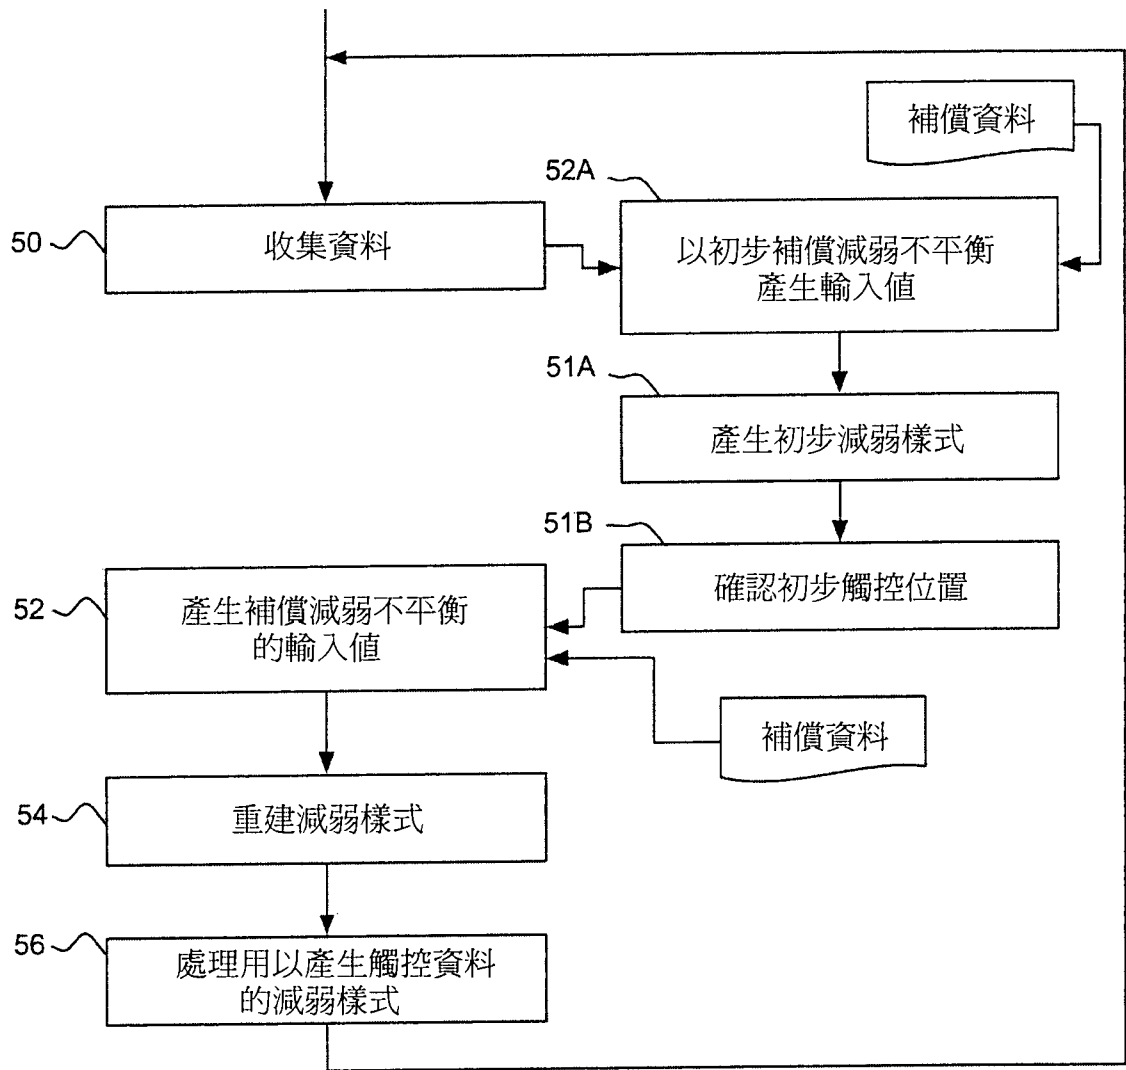 補償資料
52A
50
收集資料
以初步補償減弱不平衡
產生輸入值
51A
產生初步減弱樣式
51B
確認初步觸控位置
52
產生補償減弱不平衡
的輸入值
補償資料
54
重建減弱樣式
56
處理用以產生觸控資料
的減弱樣式